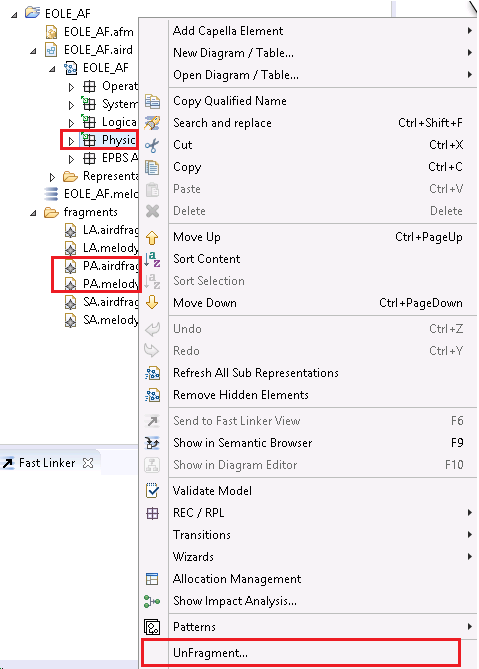 EOLE_AF
EOLE_AF.afm
EOLE_AF.aird
EOLE_AF
Operat
System
Logica
Physic
EPBS A
Representa
EOLE_AF.melo
fragments
LA.airdfrag
LA.melody
PA.airdfrag
PA.melody
SA.airdfrag
SA.melody
Fast Linker
Add Capella Element
New Diagram / Table...
Open Diagram / Table...
Copy Qualified Name
Search and replace Ctrl+Shift+F
Cut Ctrl+X
Copy Ctrl+C
Paste Ctrl+V
Delete Delete
Move Up Ctrl+PageUp
Sort Content
Sort Selection
Move Down Ctrl+PageDown
Undo Ctrl+Z
Redo Ctrl+Y
Refresh All Sub Representations
Remove Hidden Elements
Send to Fast Linker View F6
Show in Semantic Browser F9
Show in Diagram Editor F10
Validate Model
REC / RPL
Transitions
Wizards
Allocation Management
Show Impact Analysis...
Patterns
UnFragment...